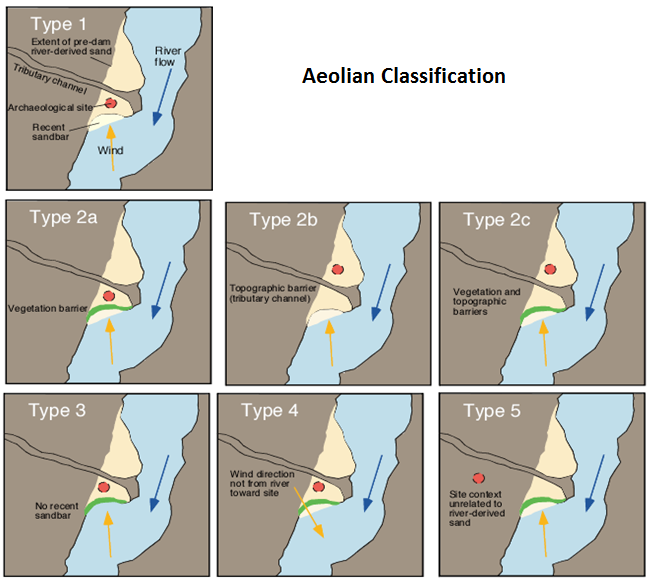 Type 1
Extent of pre-dam
river-derived sand
River
flow
Tributary channel
Archaeological site
Recent
sandbar
Wind
Aeolian Classification
Type 2a
Vegetation barrier
Type 2b
Topographic barrier
(tributary channel)
Type 2c
Vegetation and
topographic
barriers
Type 3
No recent
sandbar
Type 4
Wind direction
not from river
toward site
Type 5
Site context
unrelated to
river-derived
sand